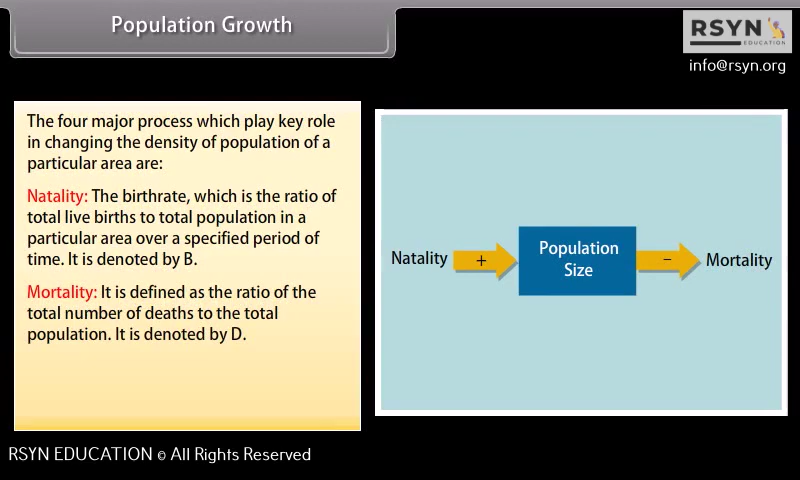 Population Growth
RSYN
EDUCATION
info@rsyn.org
The four major process which play key role
in changing the density of population of a
particular area are:
Natality: The birthrate, which is the ratio of
total live births to total population in a
particular area over a specified period of
time. It is denoted by B.
Mortality: It is defined as the ratio of the
total number of deaths to the total
population. It is denoted by D.
Natality + Population Size − Mortality
RSYN EDUCATION © All Rights Reserved